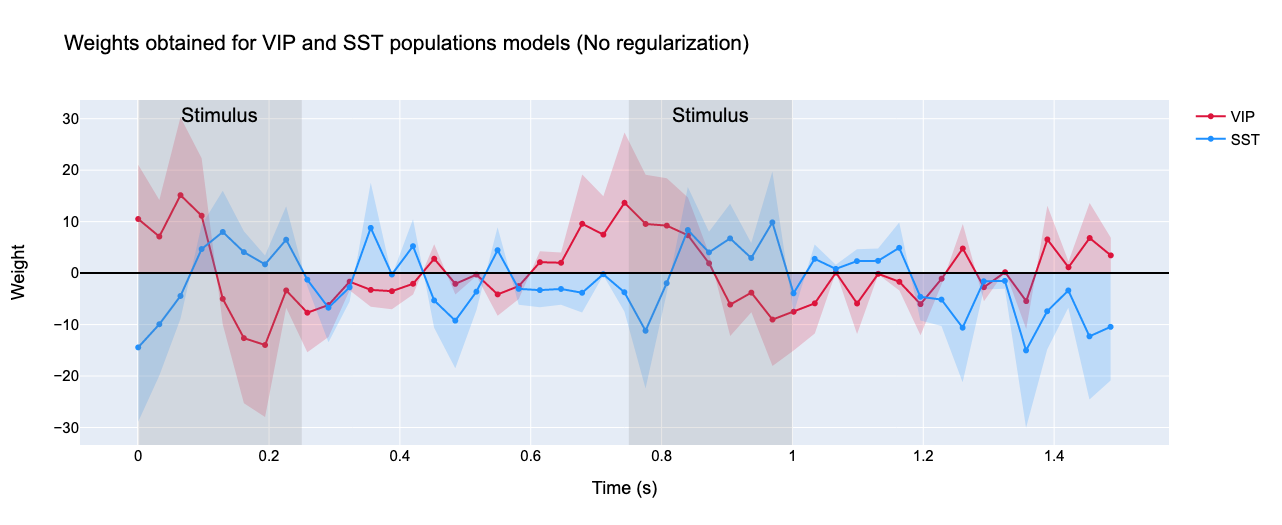 Weights obtained for VIP and SST populations models (No regularization)
Stimulus
Stimulus
VIP
SST
30
20
10
0
−10
−20
−30
Weight
0
0.2
0.4
0.6
0.8
1
1.2
1.4
Time (s)